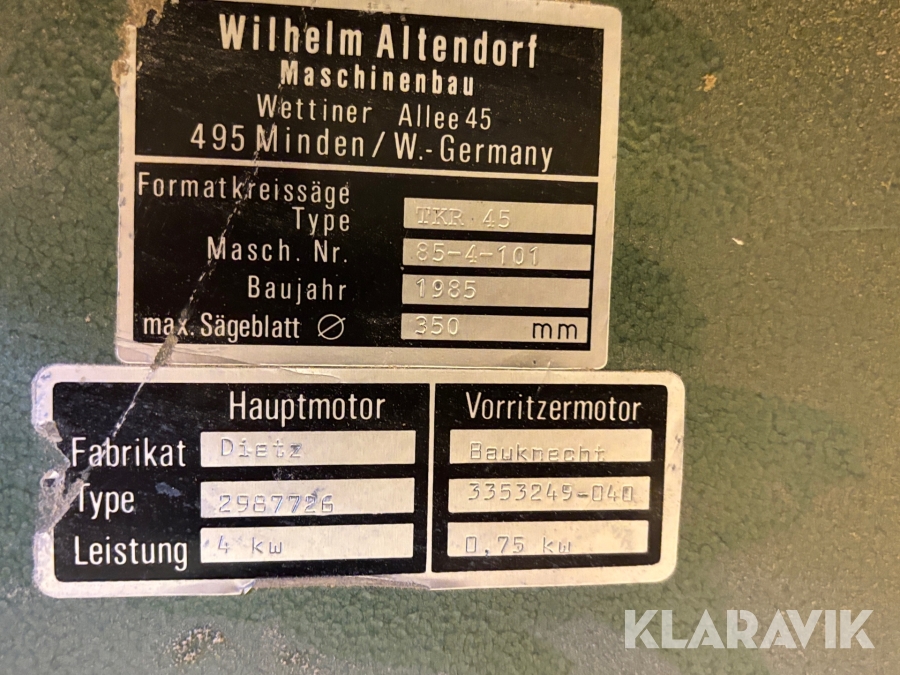 Wilhelm Altendorf
Maschinenbau
Wettiner Allee 45
495 Minden / W.-Germany
Formatkreissäge
Type TKR 45
Masch. Nr. 85-4-101
Baujahr 1985
max. Sägeblatt ∅ 350 mm
Hauptmotor Vorritzermotor
Fabrikat Dietz Bauknecht
Type 2987726 3353249-040
Leistung 4 kw 0,75 kw
KLARAVIK